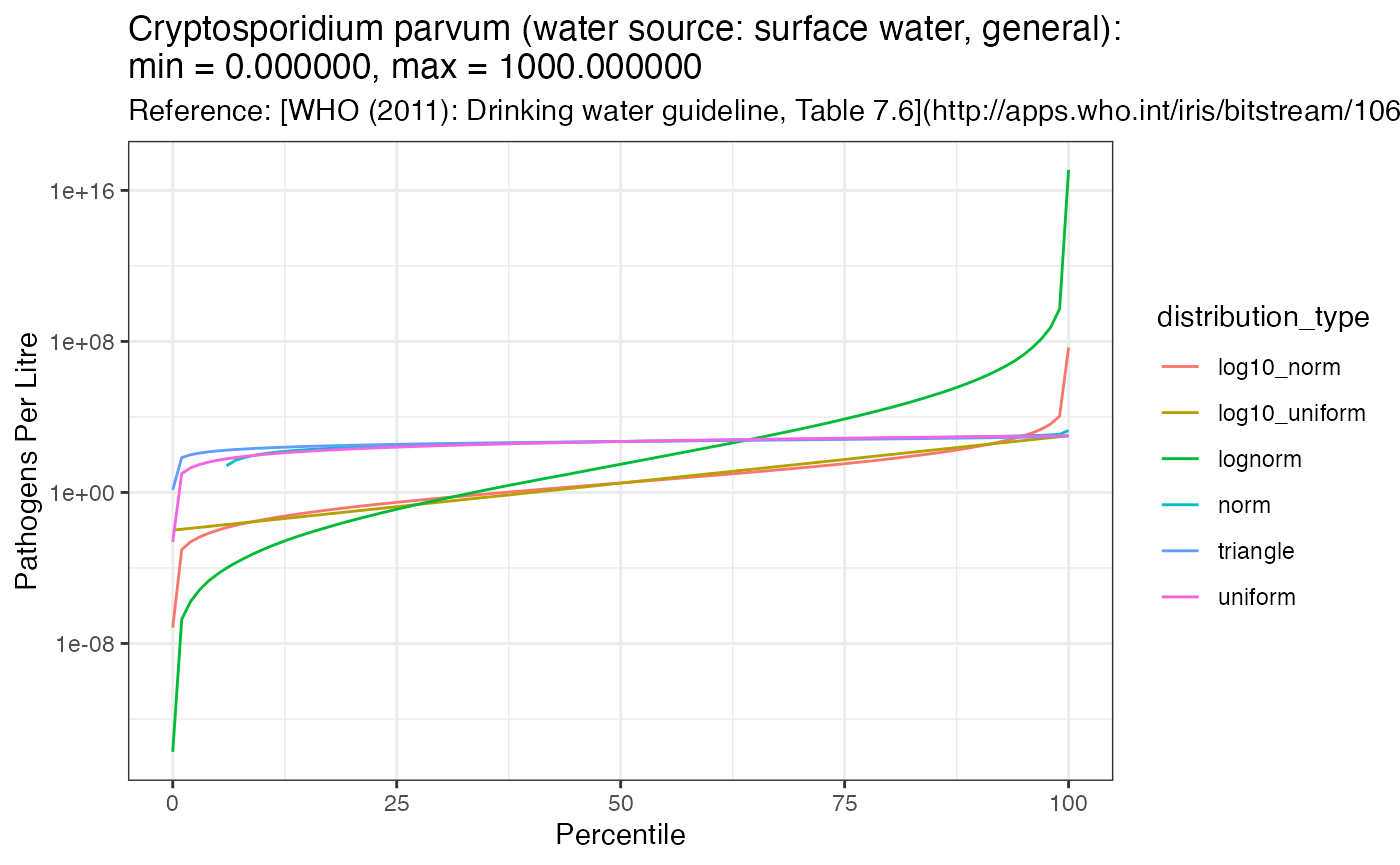 Cryptosporidium parvum (water source: surface water, general):
min = 0.000000, max = 1000.000000
Reference: [WHO (2011): Drinking water guideline, Table 7.6](http://apps.who.int/iris/bitstream/106
1e+16
1e+08
1e+00
1e-08
Pathogens Per Litre
0 25 50 75 100
Percentile
distribution_type
log10_norm
log10_uniform
lognorm
norm
triangle
uniform